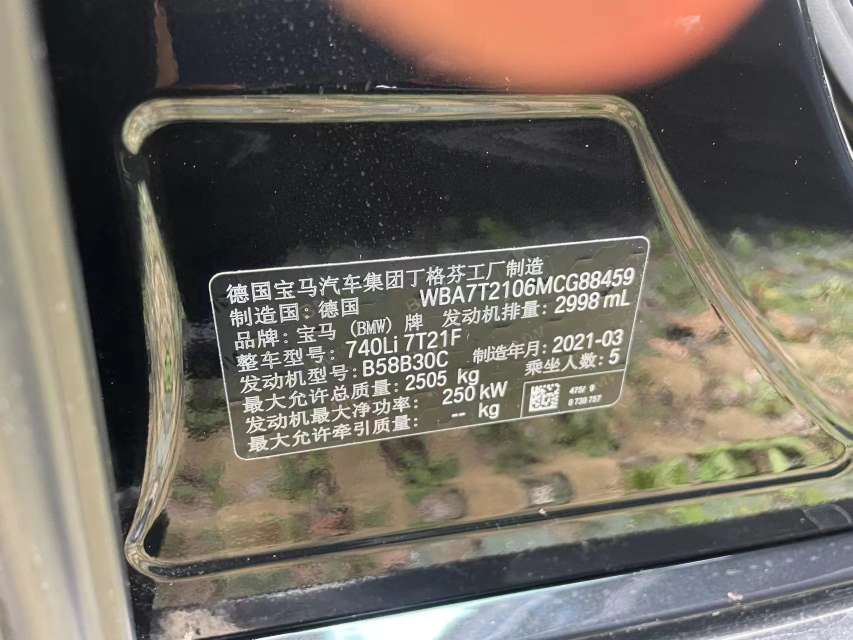 德国宝马汽车集团丁格芬工厂制造
制造国: 德国 WBA7T2106MCG88459
品牌: 宝马 (BMW) 牌 发动机排量: 2998 mL
整车型号: 740Li 7T21F
发动机型号: B58B30C 制造年月: 2021-03
最大允许总质量: 2505 kg 乘坐人数: 5
发动机最大净功率: 250 kW
最大允许牵引质量: -- kg